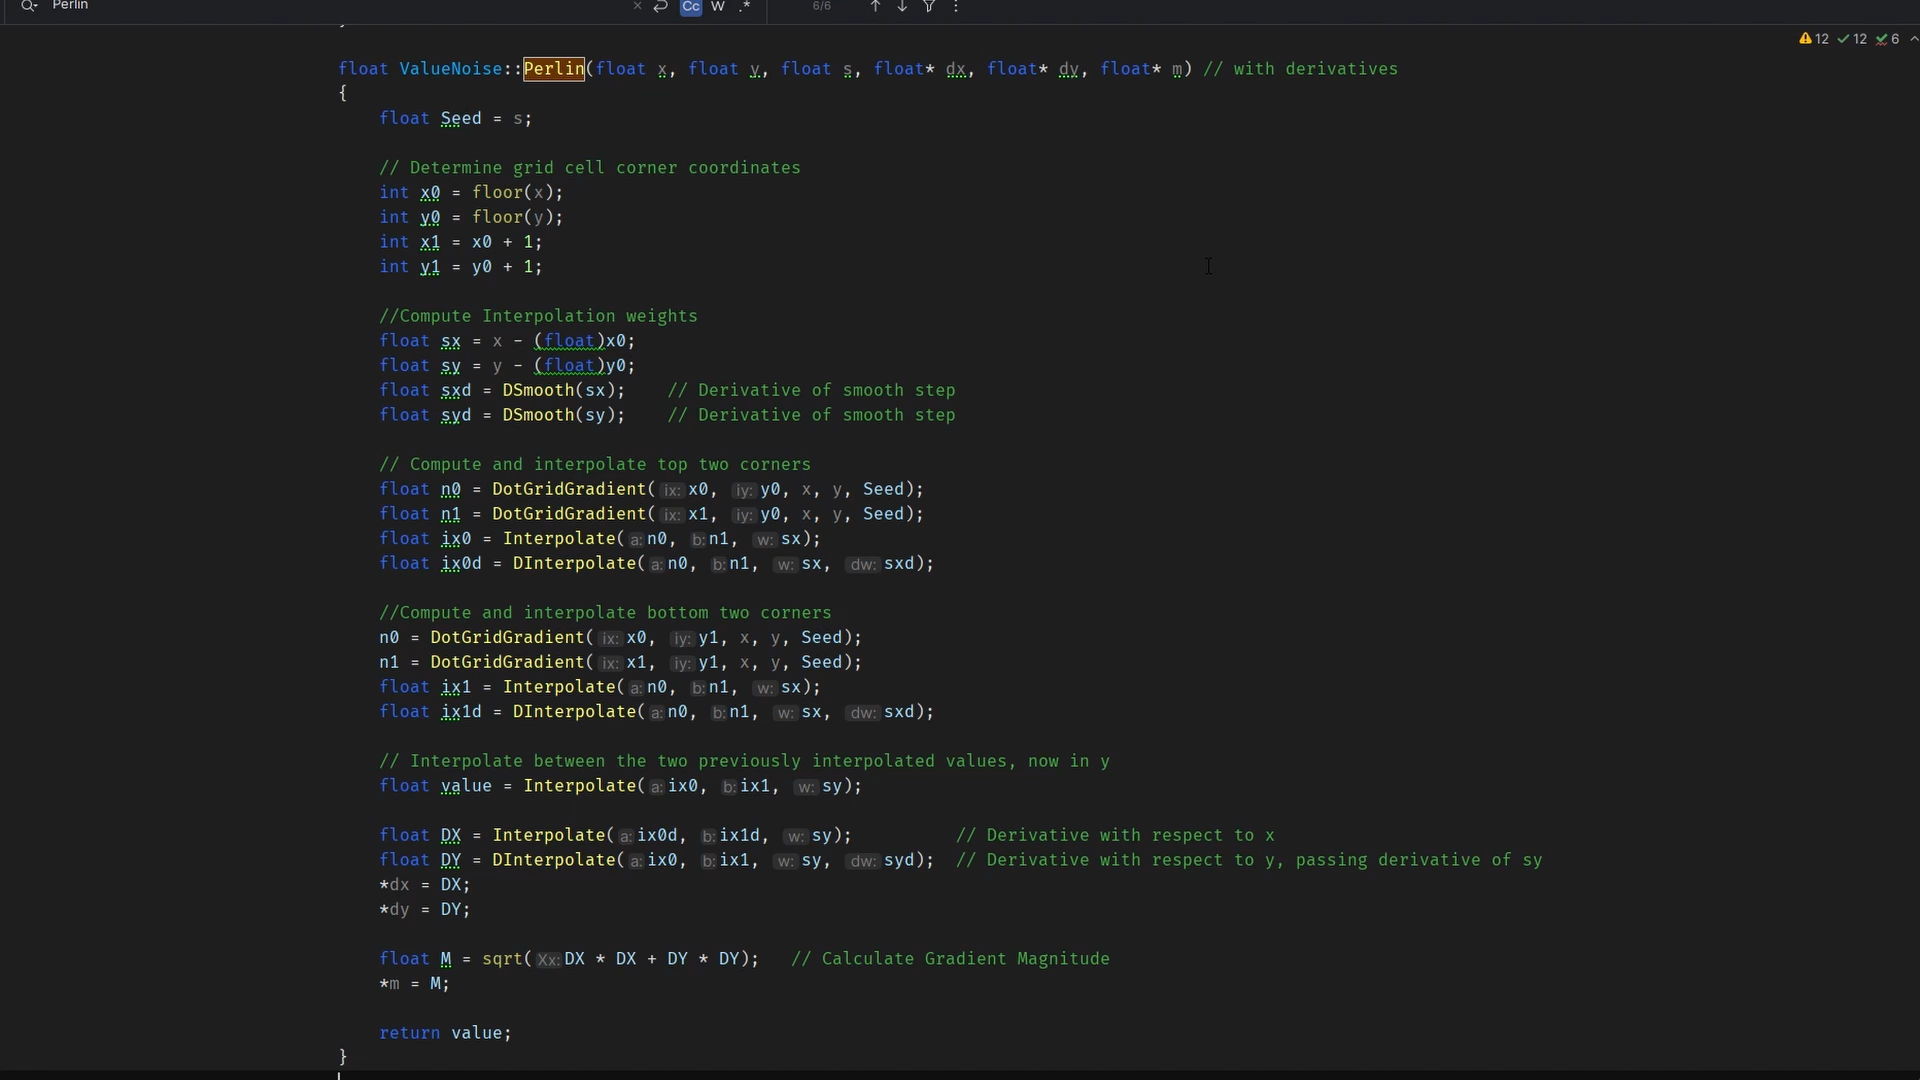 Perlin
Cc W .* 6/6
12 12 6
float ValueNoise::Perlin(float x, float y, float s, float* dx, float* dy, float* m) // with derivatives
{
float Seed = s;
// Determine grid cell corner coordinates
int x0 = floor(x);
int y0 = floor(y);
int x1 = x0 + 1;
int y1 = y0 + 1;
//Compute Interpolation weights
float sx = x - (float)x0;
float sy = y - (float)y0;
float sxd = DSmooth(sx); // Derivative of smooth step
float syd = DSmooth(sy); // Derivative of smooth step
// Compute and interpolate top two corners
float n0 = DotGridGradient( ix: x0, iy: y0, x, y, Seed);
float n1 = DotGridGradient( ix: x1, iy: y0, x, y, Seed);
float ix0 = Interpolate( a: n0, b: n1, w: sx);
float ix0d = DInterpolate( a: n0, b: n1, w: sx, dw: sxd);
//Compute and interpolate bottom two corners
n0 = DotGridGradient( ix: x0, iy: y1, x, y, Seed);
n1 = DotGridGradient( ix: x1, iy: y1, x, y, Seed);
float ix1 = Interpolate( a: n0, b: n1, w: sx);
float ix1d = DInterpolate( a: n0, b: n1, w: sx, dw: sxd);
// Interpolate between the two previously interpolated values, now in y
float value = Interpolate( a: ix0, b: ix1, w: sy);
float DX = Interpolate( a: ix0d, b: ix1d, w: sy); // Derivative with respect to x
float DY = DInterpolate( a: ix0, b: ix1, w: sy, dw: syd); // Derivative with respect to y, passing derivative of sy
*dx = DX;
*dy = DY;
float M = sqrt( Xx: DX * DX + DY * DY); // Calculate Gradient Magnitude
*m = M;
return value;
}